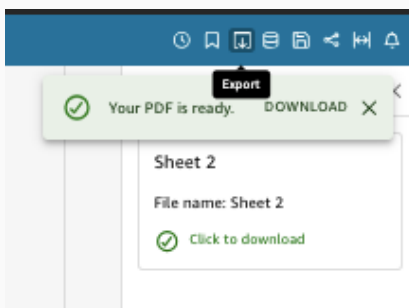 Export
Your PDF is ready. DOWNLOAD
Sheet 2
File name: Sheet 2
Click to download